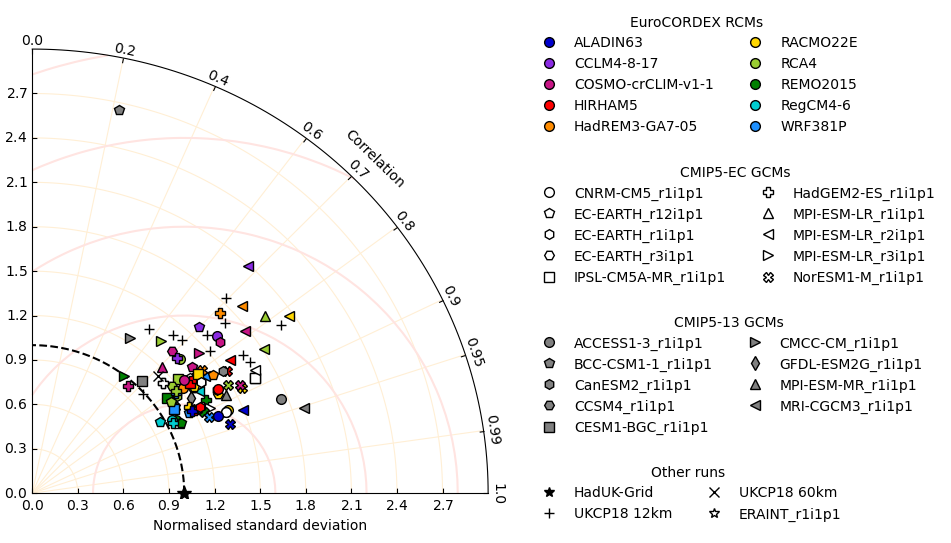 0.0 0.2 0.4 0.6 0.7 0.8 0.9 0.95 0.99 1.0
Correlation
2.7
2.4
2.1
1.8
1.5
1.2
0.9
0.6
0.3
0.0
0.0 0.3 0.6 0.9 1.2 1.5 1.8 2.1 2.4 2.7
Normalised standard deviation
EuroCORDEX RCMs
ALADIN63 RACMO22E
CCLM4-8-17 RCA4
COSMO-crCLIM-v1-1 REMO2015
HIRHAM5 RegCM4-6
HadREM3-GA7-05 WRF381P
CMIP5-EC GCMs
CNRM-CM5_r1i1p1 HadGEM2-ES_r1i1p1
EC-EARTH_r12i1p1 MPI-ESM-LR_r1i1p1
EC-EARTH_r1i1p1 MPI-ESM-LR_r2i1p1
EC-EARTH_r3i1p1 MPI-ESM-LR_r3i1p1
IPSL-CM5A-MR_r1i1p1 NorESM1-M_r1i1p1
CMIP5-13 GCMs
ACCESS1-3_r1i1p1 CMCC-CM_r1i1p1
BCC-CSM1-1_r1i1p1 GFDL-ESM2G_r1i1p1
CanESM2_r1i1p1 MPI-ESM-MR_r1i1p1
CCSM4_r1i1p1 MRI-CGCM3_r1i1p1
CESM1-BGC_r1i1p1
Other runs
HadUK-Grid UKCP18 60km
UKCP18 12km ERAINT_r1i1p1